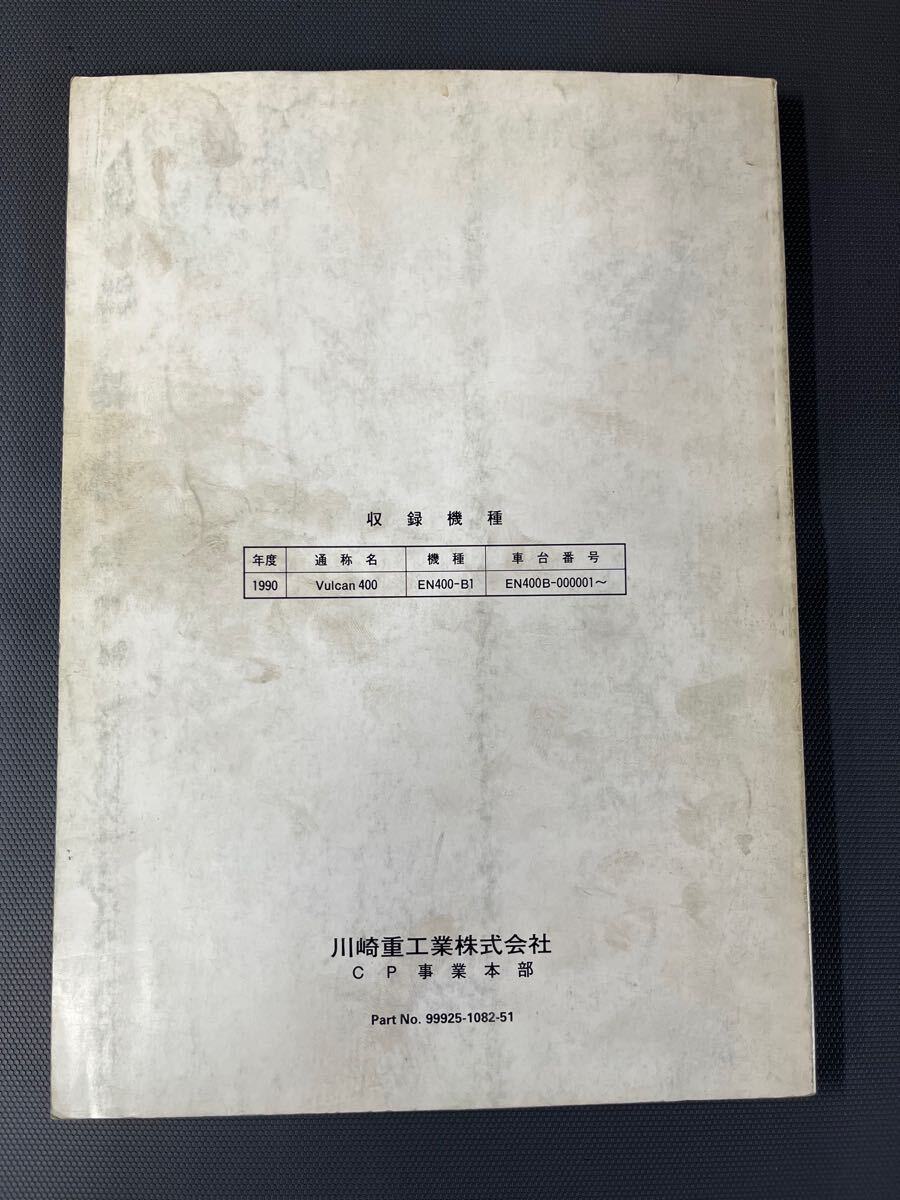 収録機種
年度 通称名 機種 車台番号
1990 Vulcan 400 EN400-B1 EN400B-000001～
川崎重工業株式会社
CP事業本部
Part No. 99925-1082-51